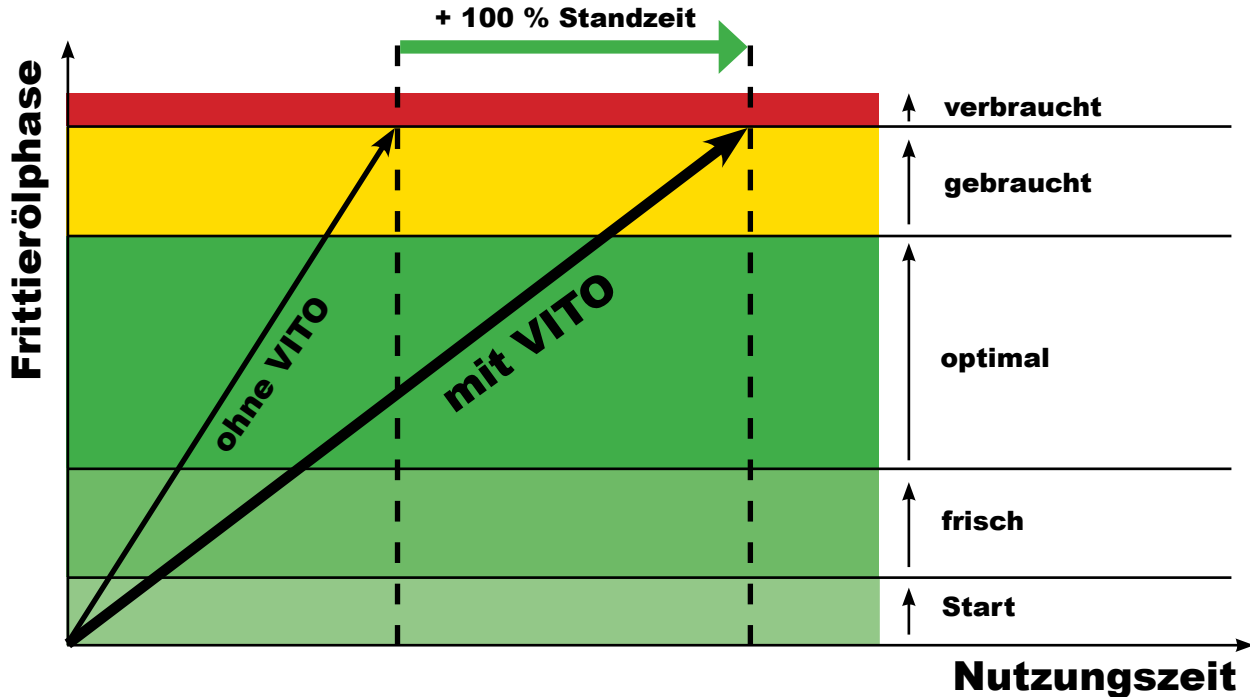 + 100 % Standzeit
Frittierölphase
verbraucht
gebraucht
ohne VITO
mit VITO
optimal
frisch
Start
Nutzungszeit